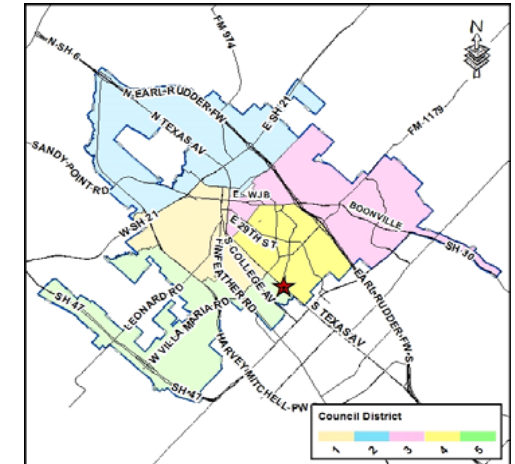 N
FM 974
N-SH-6
N-EARL-RUDDER-FW
E SH 21
N TEXAS AV
FM-1179
SANDY-POINT-RD
E WJB
BOONVILLE
W-SH-21
E 29TH ST
SH-30
S COLLEGE AV
FINFEATHER RD
EARL-RUDDER-FW-S
SH 47
LEONARD RD
W VILLA MARIA RD
S TEXAS AV
HARVEY MITCHELL-PW
SH-47
Council District
1 2 3 4 5